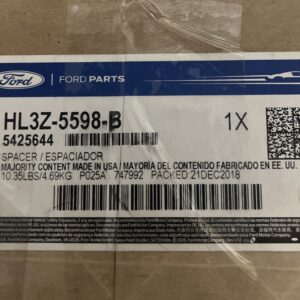 Ford
FORD PARTS
HL3Z-5598-B
1X
5425644
SPACER / ESPACIADOR
MAJORITY CONTENT MADE IN USA / MAYORÍA DEL CONTENIDO FABRICADO EN EE. UU.
10.35LBS/4.69KG P025A 747992 PACKED:21DEC2018